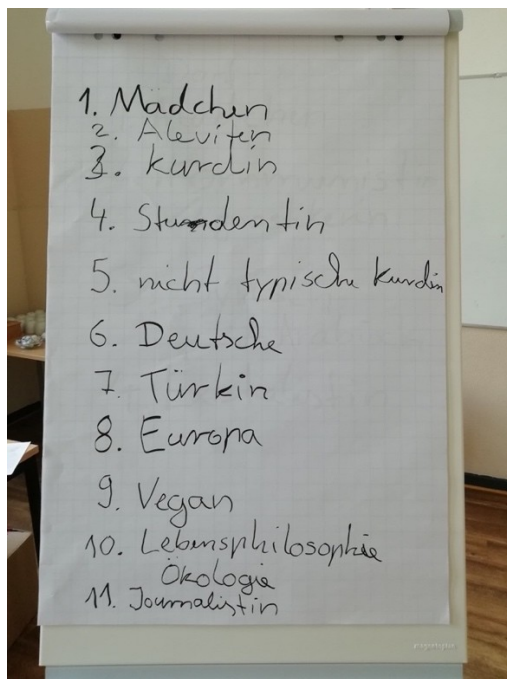 1. Mädchen
2. Aleviten
3. Kurdin
4. Studentin
5. nicht typische Kurdin
6. Deutsche
7. Türkin
8. Europa
9. Vegan
10. Lebensphilosophie
Ökologie
11. Journalistin